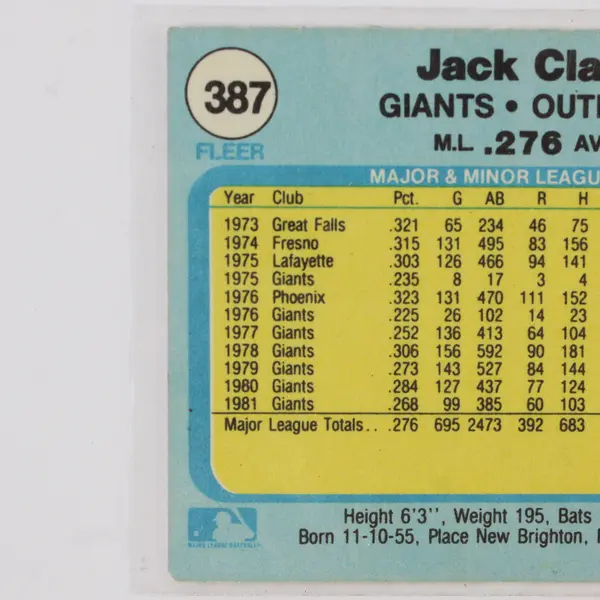 387
FLEER
Jack Cla
GIANTS • OUT
M.L. .276 AV
MAJOR & MINOR LEAGU
Year Club Pct. G AB R H
1973 Great Falls .321 65 234 46 75
1974 Fresno .315 131 495 83 156
1975 Lafayette .303 126 466 94 141
1975 Giants .235 8 17 3 4
1976 Phoenix .323 131 470 111 152
1976 Giants .225 26 102 14 23
1977 Giants .252 136 413 64 104
1978 Giants .306 156 592 90 181
1979 Giants .273 143 527 84 144
1980 Giants .284 127 437 77 124
1981 Giants .268 99 385 60 103
Major League Totals.. .276 695 2473 392 683
Height 6'3'', Weight 195, Bats
Born 11-10-55, Place New Brighton,
MAJOR LEAGUE BASEBALL